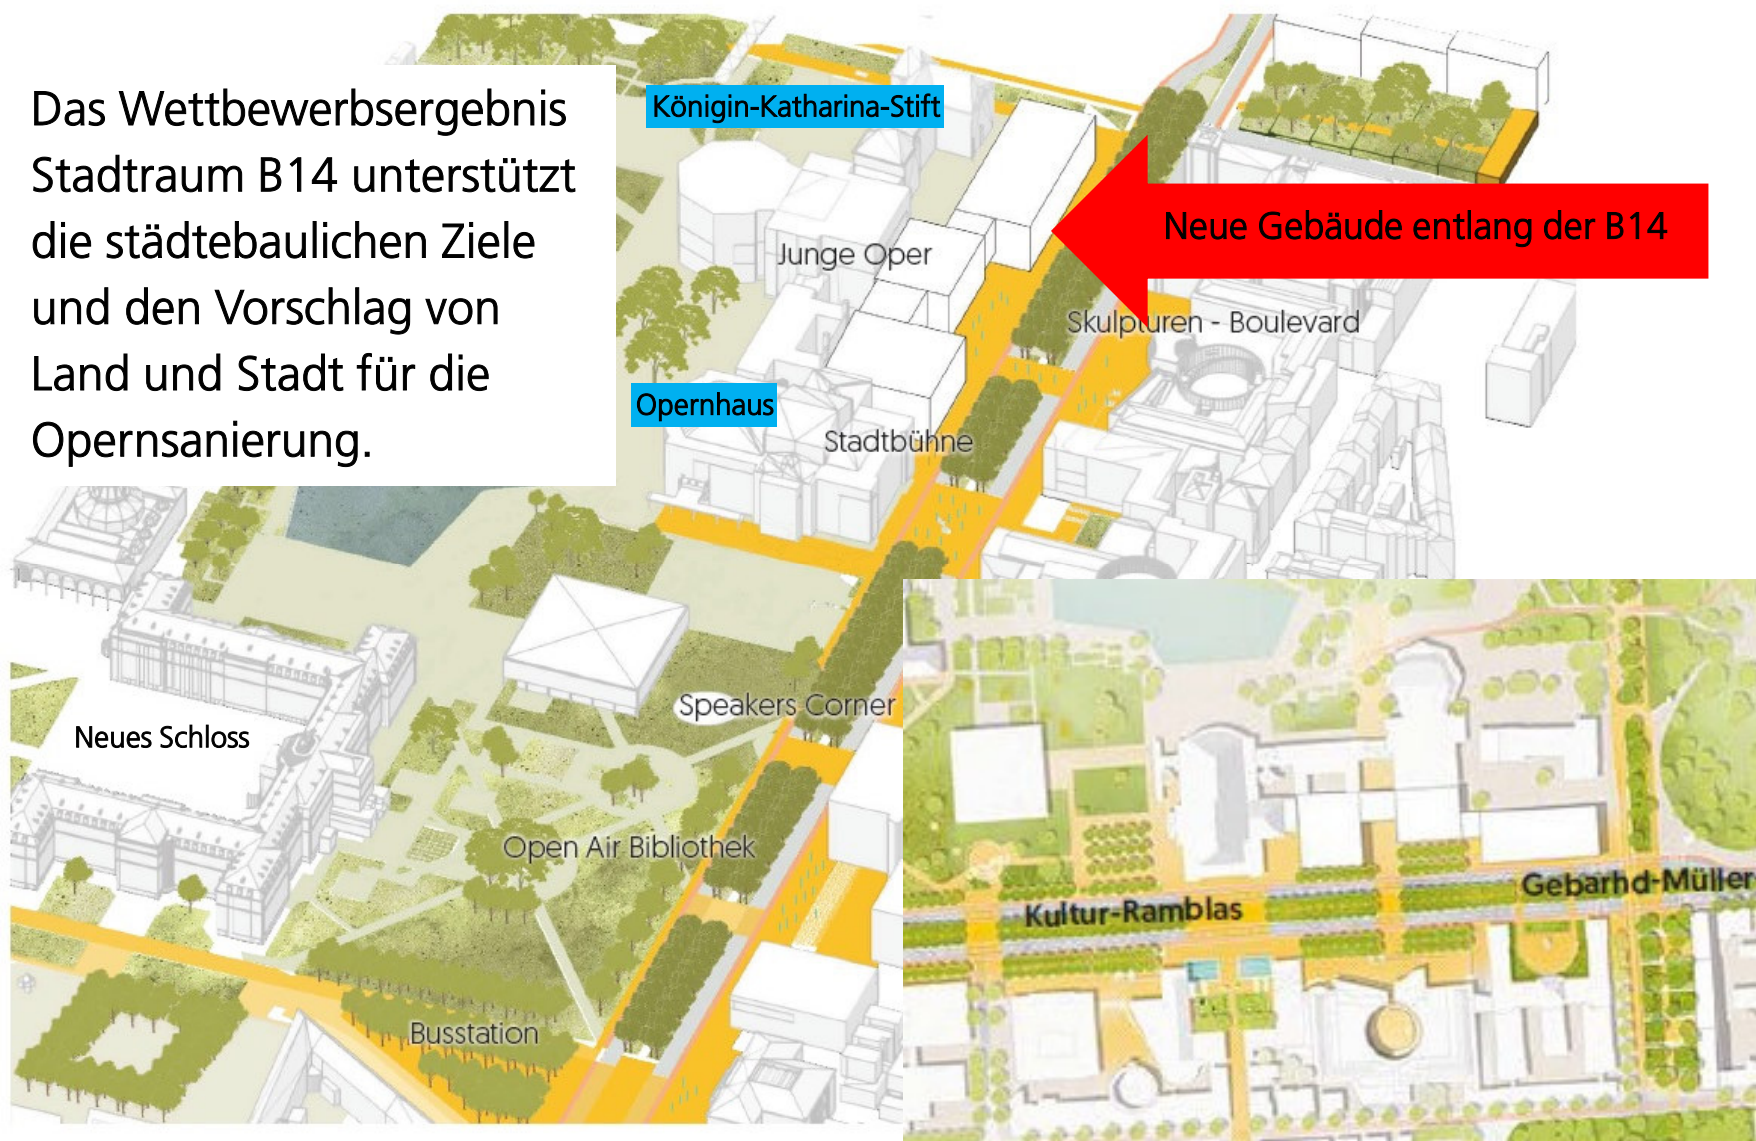 Das Wettbewerbsergebnis
Stadtraum B14 unterstützt
die städtebaulichen Ziele
und den Vorschlag von
Land und Stadt für die
Opernsanierung.
Königin-Katharina-Stift
Neue Gebäude entlang der B14
Junge Oper
Skulpturen - Boulevard
Opernhaus
Stadtbühne
Speakers Corner
Neues Schloss
Open Air Bibliothek
Busstation
Gebarhd-Müller
Kultur-Ramblas